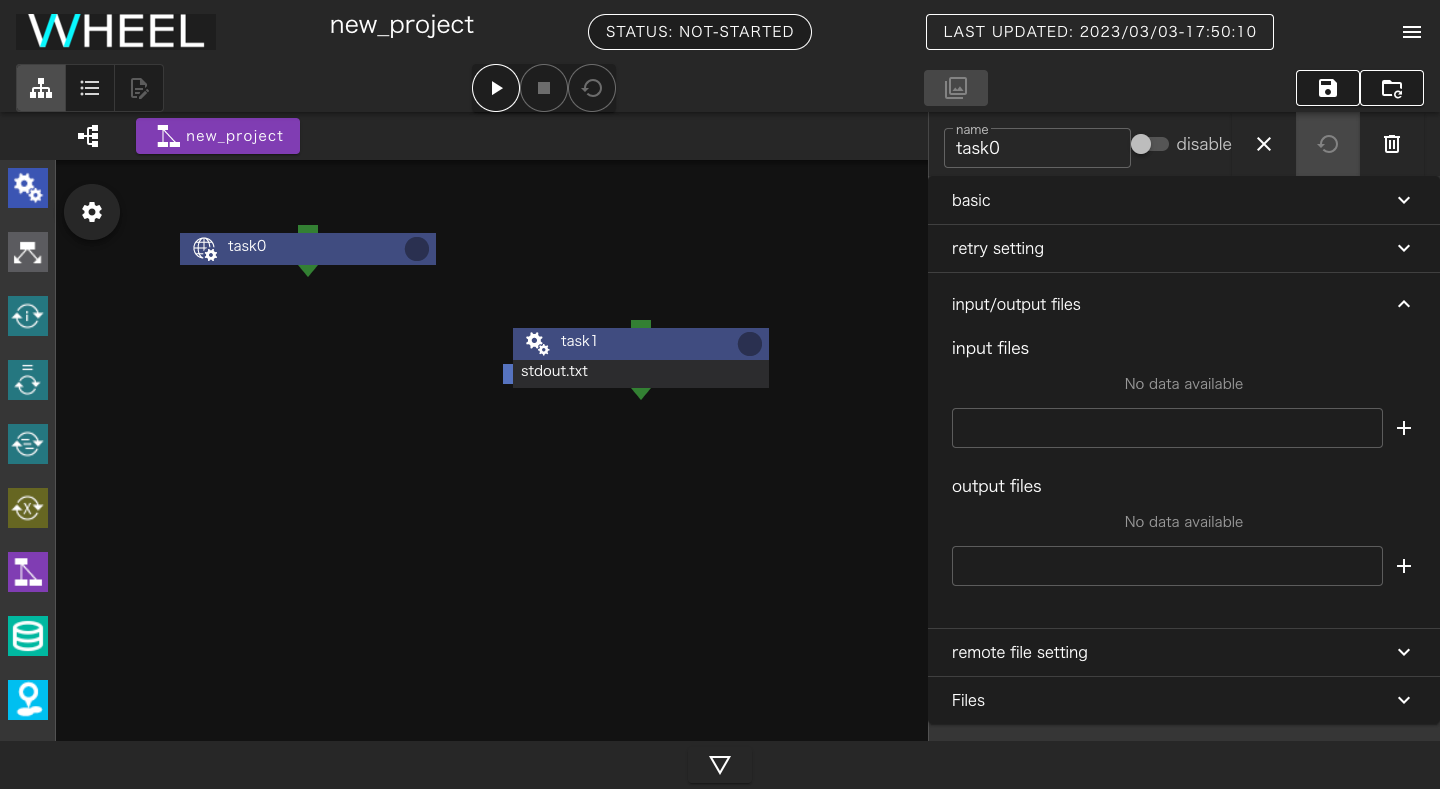 WHEEL
new_project
STATUS: NOT-STARTED
LAST UPDATED: 2023/03/03-17:50:10
new_project
name
task0
disable
basic
retry setting
input/output files
input files
No data available
output files
No data available
remote file setting
Files
task0
task1
stdout.txt